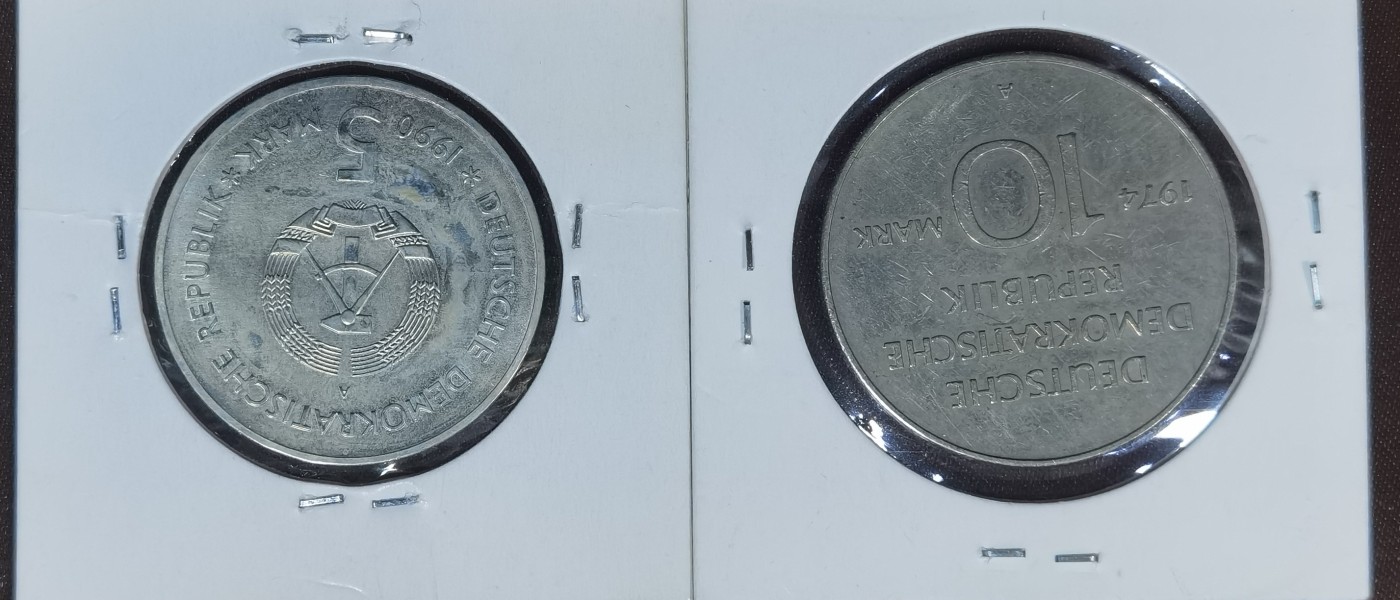 DEUTSCHE DEMOKRATISCHE REPUBLIK
* 1990 5 MARK *
A
DEUTSCHE
DEMOKRATISCHE
REPUBLIK
1974 10 MARK
A